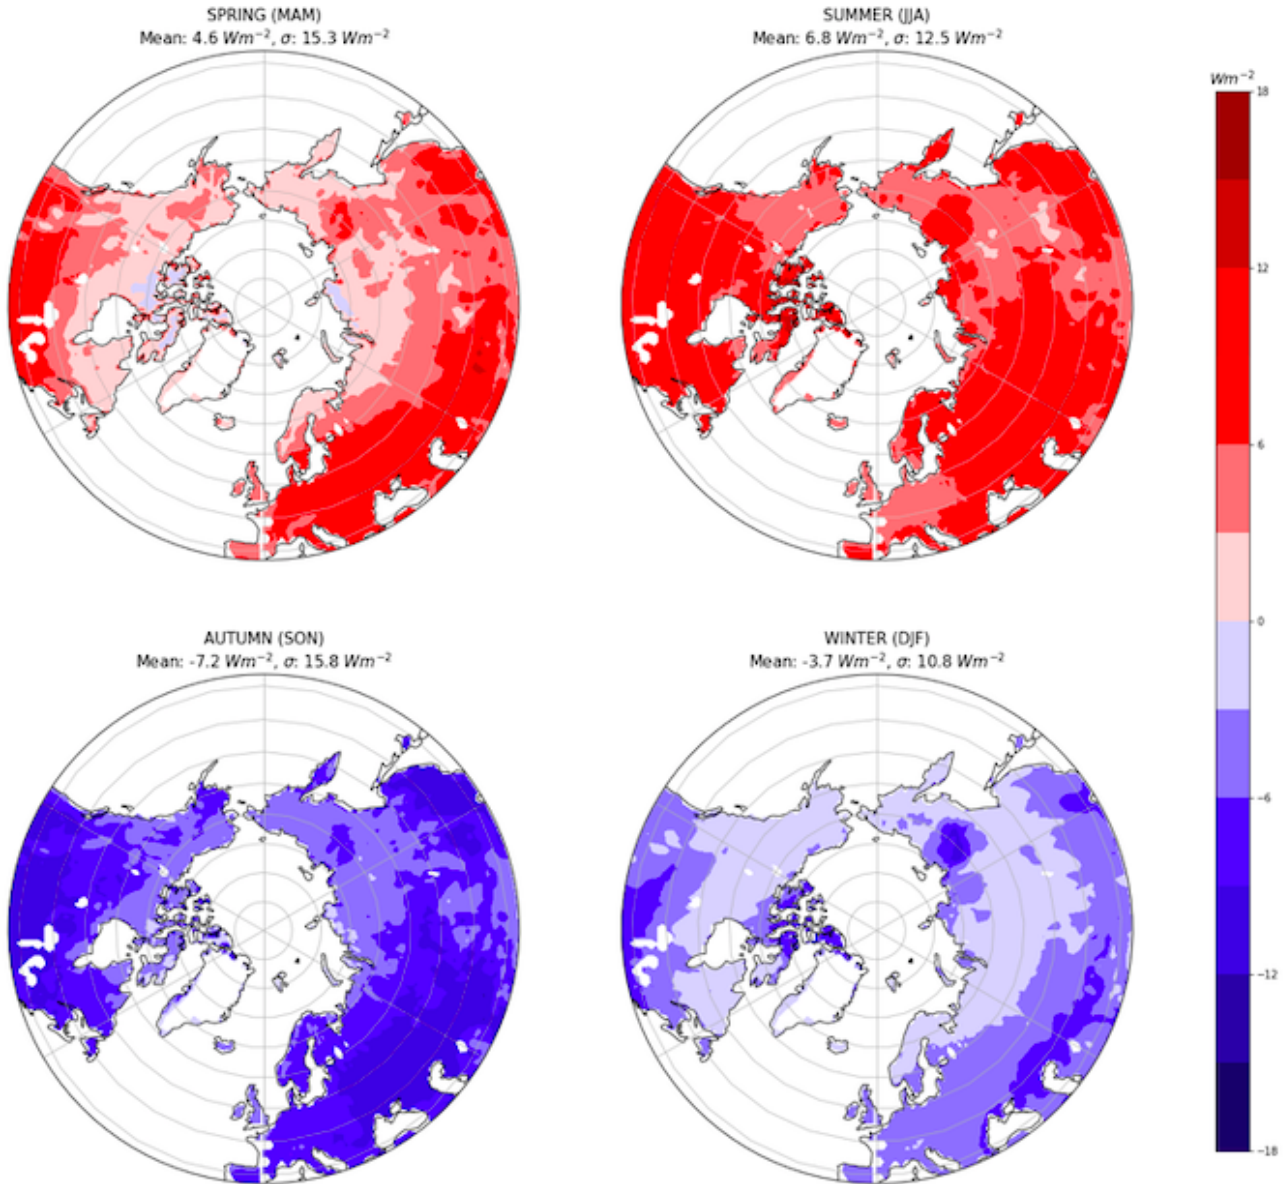 SPRING (MAM)
Mean: 4.6 Wm⁻², σ: 15.3 Wm⁻²
SUMMER (JJA)
Mean: 6.8 Wm⁻², σ: 12.5 Wm⁻²
Wm⁻²
18
12
6
0
−6
−12
−18
AUTUMN (SON)
Mean: -7.2 Wm⁻², σ: 15.8 Wm⁻²
WINTER (DJF)
Mean: -3.7 Wm⁻², σ: 10.8 Wm⁻²